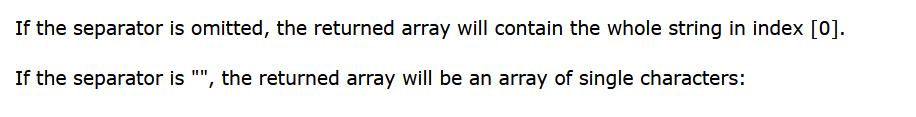 If the separator is omitted, the returned array will contain the whole string in index [0].
If the separator is "", the returned array will be an array of single characters: